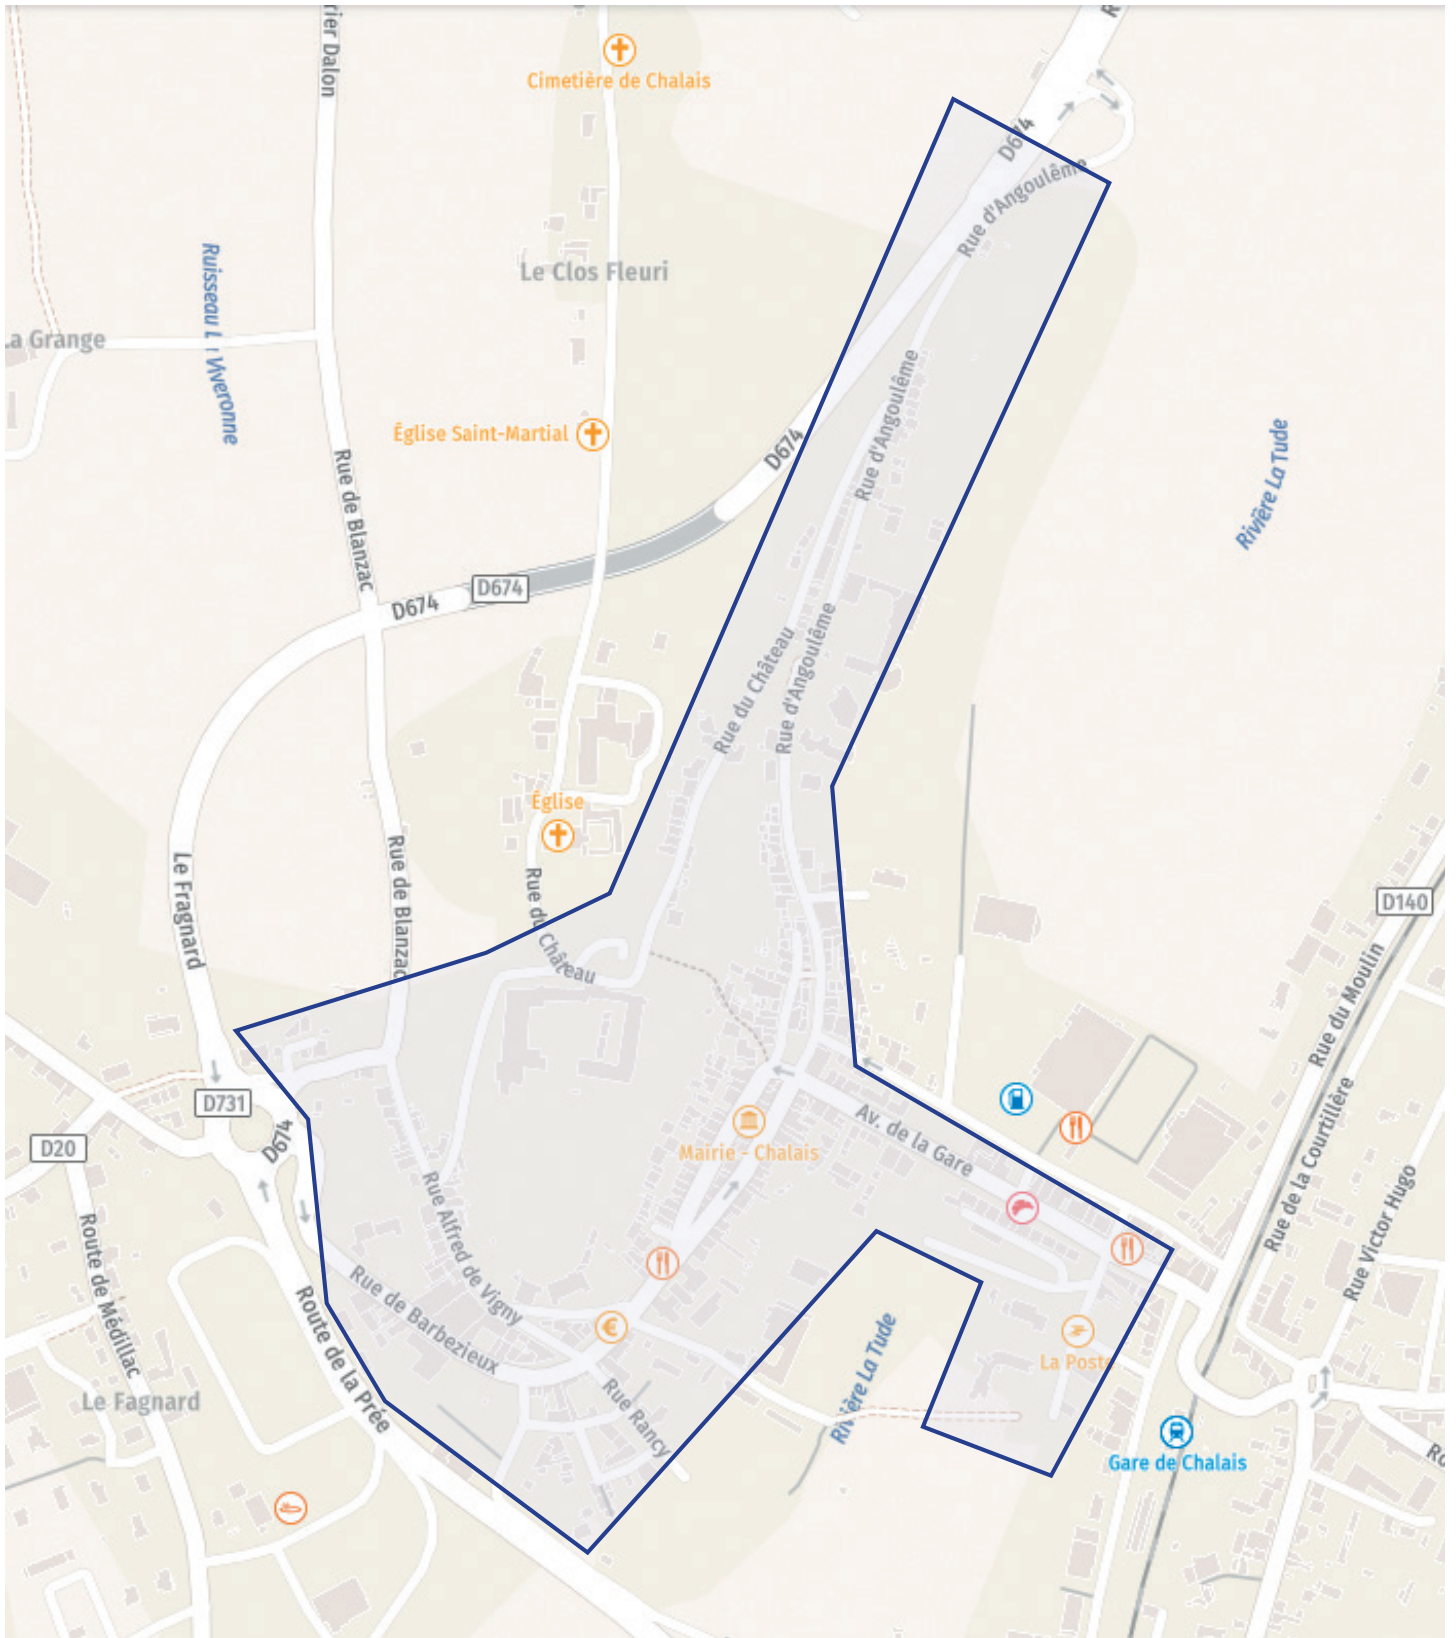 rier Dalon
Cimetière de Chalais
D674
Rue d'Angoulême
Le Clos Fleuri
Ruisseau L
Viveronne
La Grange
Rue d'Angoulême
Église Saint-Martial
D674
Rivière La Tude
Rue de Blanzac
D674
D674
Rue d'Angoulême
Rue du Château
Église
Rue de Blanzac
Le Fragnard
Rue du Château
D140
Rue du Moulin
D731
D674
D20
Mairie - Chalais
Av. de la Gare
Rue de la Courtillère
Rue Victor Hugo
Rue Alfred de Vigny
Route de Médillac
Rue de Barbezieux
Route de la Prée
€
Rivière La Tude
La Poste
Le Fagnard
Rue Rancy
Gare de Chalais